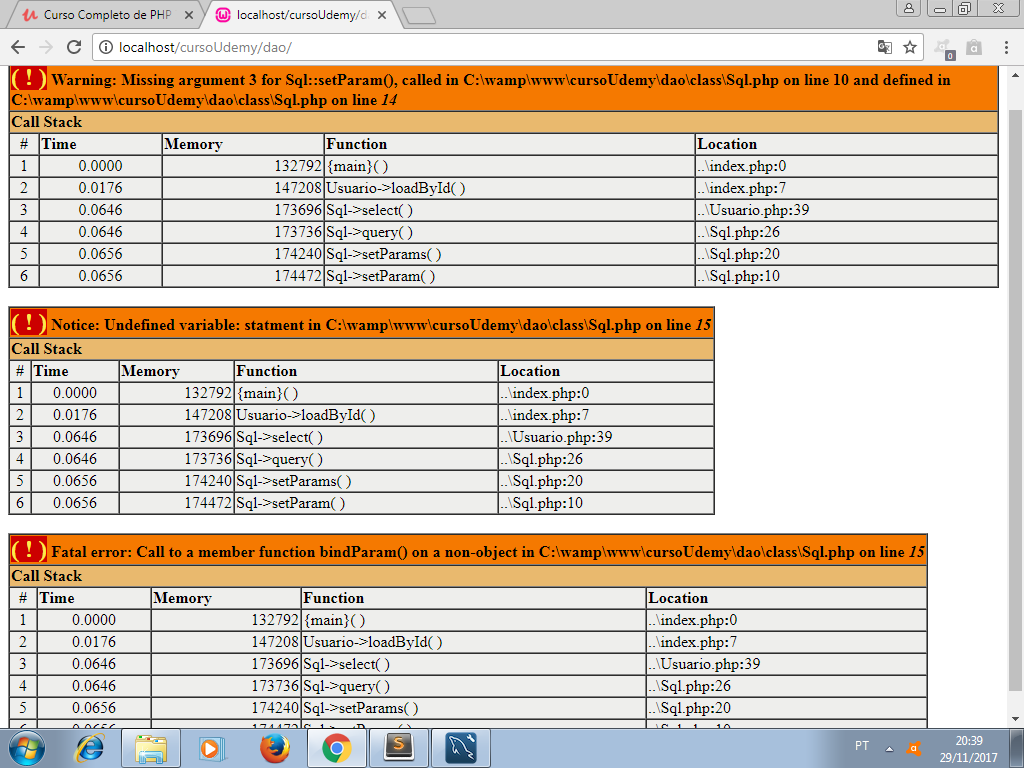 Curso Completo de PHP
localhost/cursoUdemy/d
localhost/cursoUdemy/dao/
0
( ! ) Warning: Missing argument 3 for Sql::setParam(), called in C:\wamp\www\cursoUdemy\dao\class\Sql.php on line 10 and defined in
C:\wamp\www\cursoUdemy\dao\class\Sql.php on line 14
Call Stack
# Time Memory Function Location
1 0.0000 132792 {main}( ) ..\index.php:0
2 0.0176 147208 Usuario->loadById( ) ..\index.php:7
3 0.0646 173696 Sql->select( ) ..\Usuario.php:39
4 0.0646 173736 Sql->query( ) ..\Sql.php:26
5 0.0656 174240 Sql->setParams( ) ..\Sql.php:20
6 0.0656 174472 Sql->setParam( ) ..\Sql.php:10
( ! ) Notice: Undefined variable: statment in C:\wamp\www\cursoUdemy\dao\class\Sql.php on line 15
Call Stack
# Time Memory Function Location
1 0.0000 132792 {main}( ) ..\index.php:0
2 0.0176 147208 Usuario->loadById( ) ..\index.php:7
3 0.0646 173696 Sql->select( ) ..\Usuario.php:39
4 0.0646 173736 Sql->query( ) ..\Sql.php:26
5 0.0656 174240 Sql->setParams( ) ..\Sql.php:20
6 0.0656 174472 Sql->setParam( ) ..\Sql.php:10
( ! ) Fatal error: Call to a member function bindParam() on a non-object in C:\wamp\www\cursoUdemy\dao\class\Sql.php on line 15
Call Stack
# Time Memory Function Location
1 0.0000 132792 {main}( ) ..\index.php:0
2 0.0176 147208 Usuario->loadById( ) ..\index.php:7
3 0.0646 173696 Sql->select( ) ..\Usuario.php:39
4 0.0646 173736 Sql->query( ) ..\Sql.php:26
5 0.0656 174240 Sql->setParams( ) ..\Sql.php:20
PT
20:39
29/11/2017